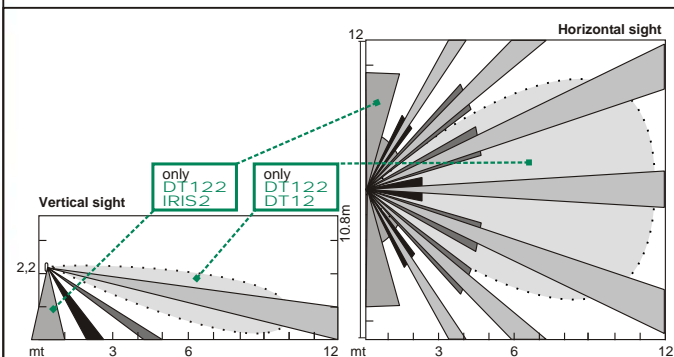 Horizontal sight
12
only
DT122
IRIS2
only
DT122
DT12
Vertical sight
10.8m
2,2
mt 3 6 12
mt 3 6 12